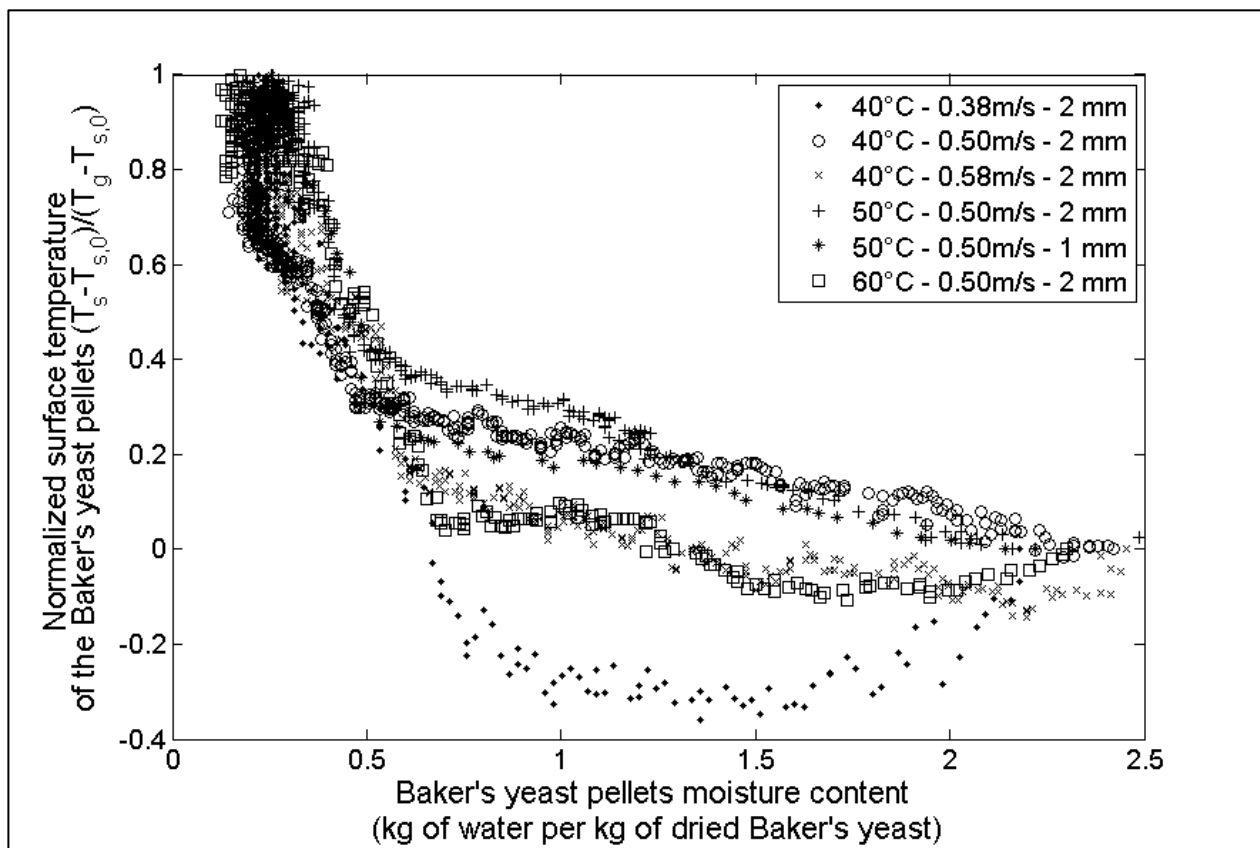 1
0.8
0.6
0.4
0.2
0
-0.2
-0.4
0 0.5 1 1.5 2 2.5
Normalized surface temperature
of the Baker's yeast pellets (Ts-Ts,0)/(Tg-Ts,0)
40°C - 0.38m/s - 2 mm
40°C - 0.50m/s - 2 mm
40°C - 0.58m/s - 2 mm
50°C - 0.50m/s - 2 mm
50°C - 0.50m/s - 1 mm
60°C - 0.50m/s - 2 mm
Baker's yeast pellets moisture content
(kg of water per kg of dried Baker's yeast)